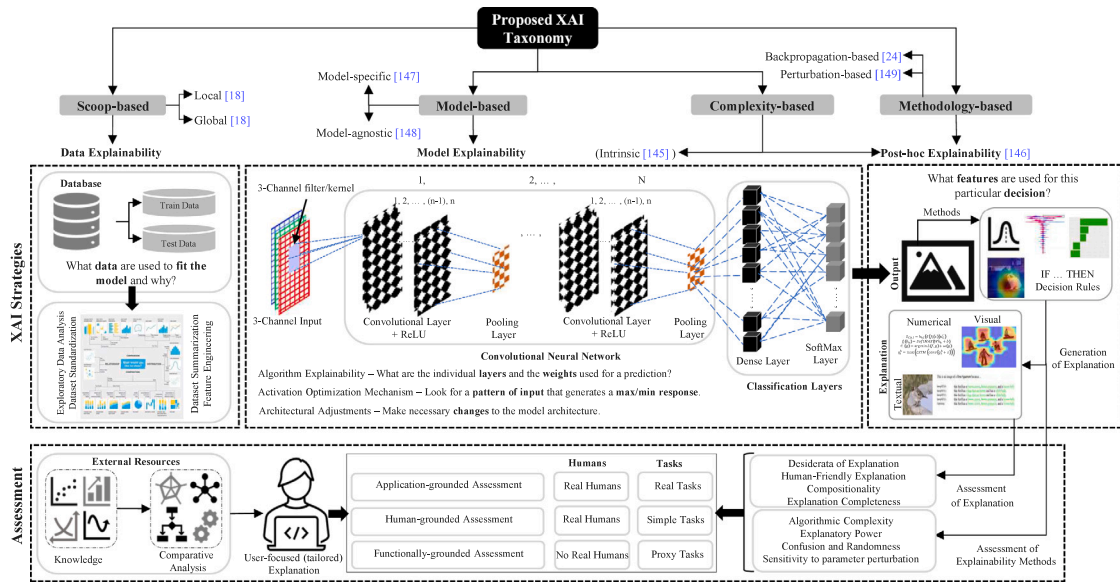 Proposed XAI
Taxonomy
Backpropagation-based [24]
Perturbation-based [149]
Model-specific [147]
Local [18]
Scoop-based
Model-based
Complexity-based
Methodology-based
Global [18]
Model-agnostic [148]
Data Explainability
Model Explainability
(Intrinsic [145] )
Post-hoc Explainability [146]
XAI Strategies
Database
Train Data
Test Data
What data are used to fit the
model and why?
Exploratory Data Analysis
Dataset Standardization
Dataset Summarization
Feature Engineering
3-Channel filter/kernel
1,
2, … ,
N
1, 2, … , (n-1), n
1, 2, … , (n-1), n
… , …
3-Channel Input
Convolutional Layer
+ ReLU
Pooling
Layer
Convolutional Layer
+ ReLU
Pooling
Layer
Convolutional Neural Network
Dense Layer
SoftMax
Layer
Classification Layers
Algorithm Explainability – What are the individual layers and the weights used for a prediction?
Activation Optimization Mechanism – Look for a pattern of input that generates a max/min response.
Architectural Adjustments – Make necessary changes to the model architecture.
What features are used for this
particular decision?
Methods
Output
IF … THEN
Decision Rules
Numerical
Visual
Explanation
Textual
Generation
of Explanation
Assessment
External Resources
Knowledge
Comparative
Analysis
User-focused (tailored)
Explanation
Humans
Tasks
Application-grounded Assessment
Real Humans
Real Tasks
Human-grounded Assessment
Real Humans
Simple Tasks
Functionally-grounded Assessment
No Real Humans
Proxy Tasks
Desiderata of Explanation
Human-Friendly Explanation
Compositionality
Explanation Completeness
Assessment
of Explanation
Algorithmic Complexity
Explanatory Power
Confusion and Randomness
Sensitivity to parameter perturbation
Assessment of
Explainability Methods